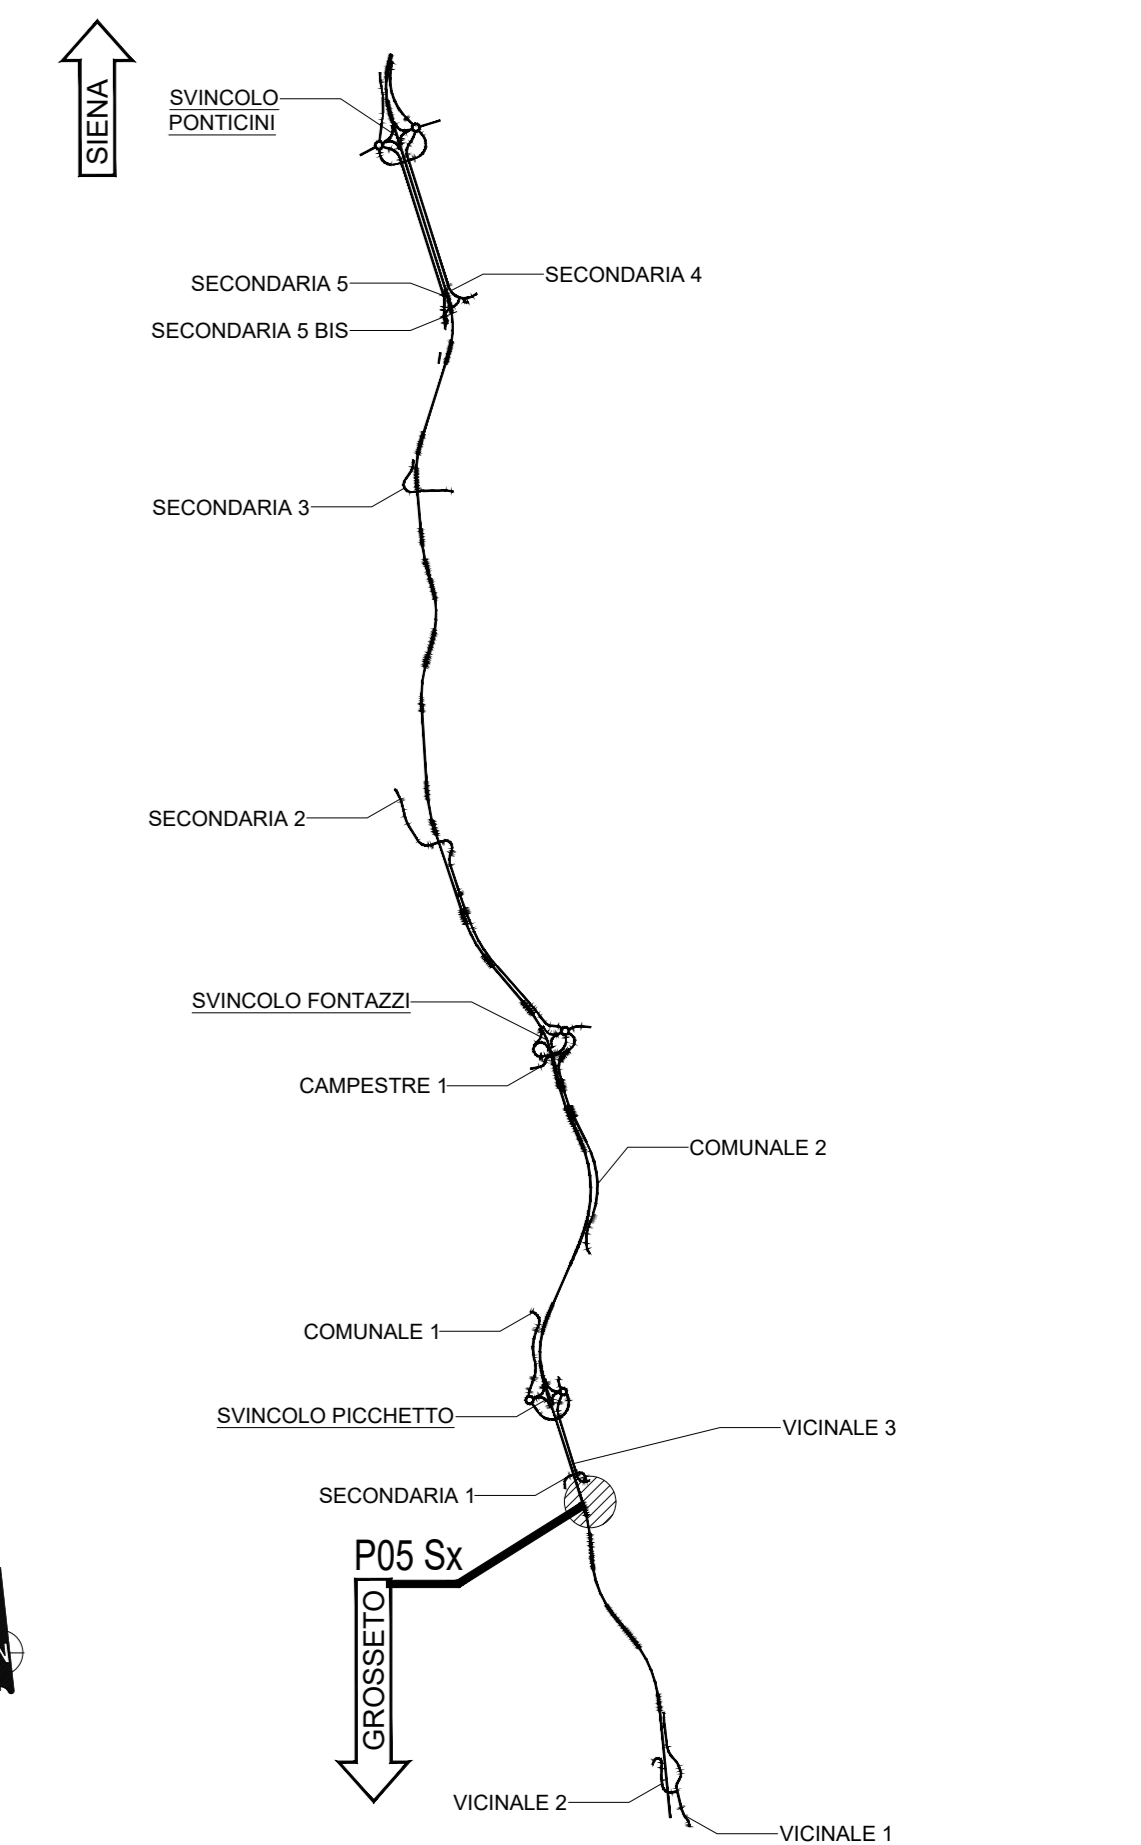 SIENA
SVINCOLO
PONTICINI
SECONDARIA 5
SECONDARIA 4
SECONDARIA 5 BIS
SECONDARIA 3
SECONDARIA 2
SVINCOLO FONTAZZI
CAMPESTRE 1
COMUNALE 2
COMUNALE 1
SVINCOLO PICCHETTO
VICINALE 3
SECONDARIA 1
P05 Sx
GROSSETO
VICINALE 2
VICINALE 1